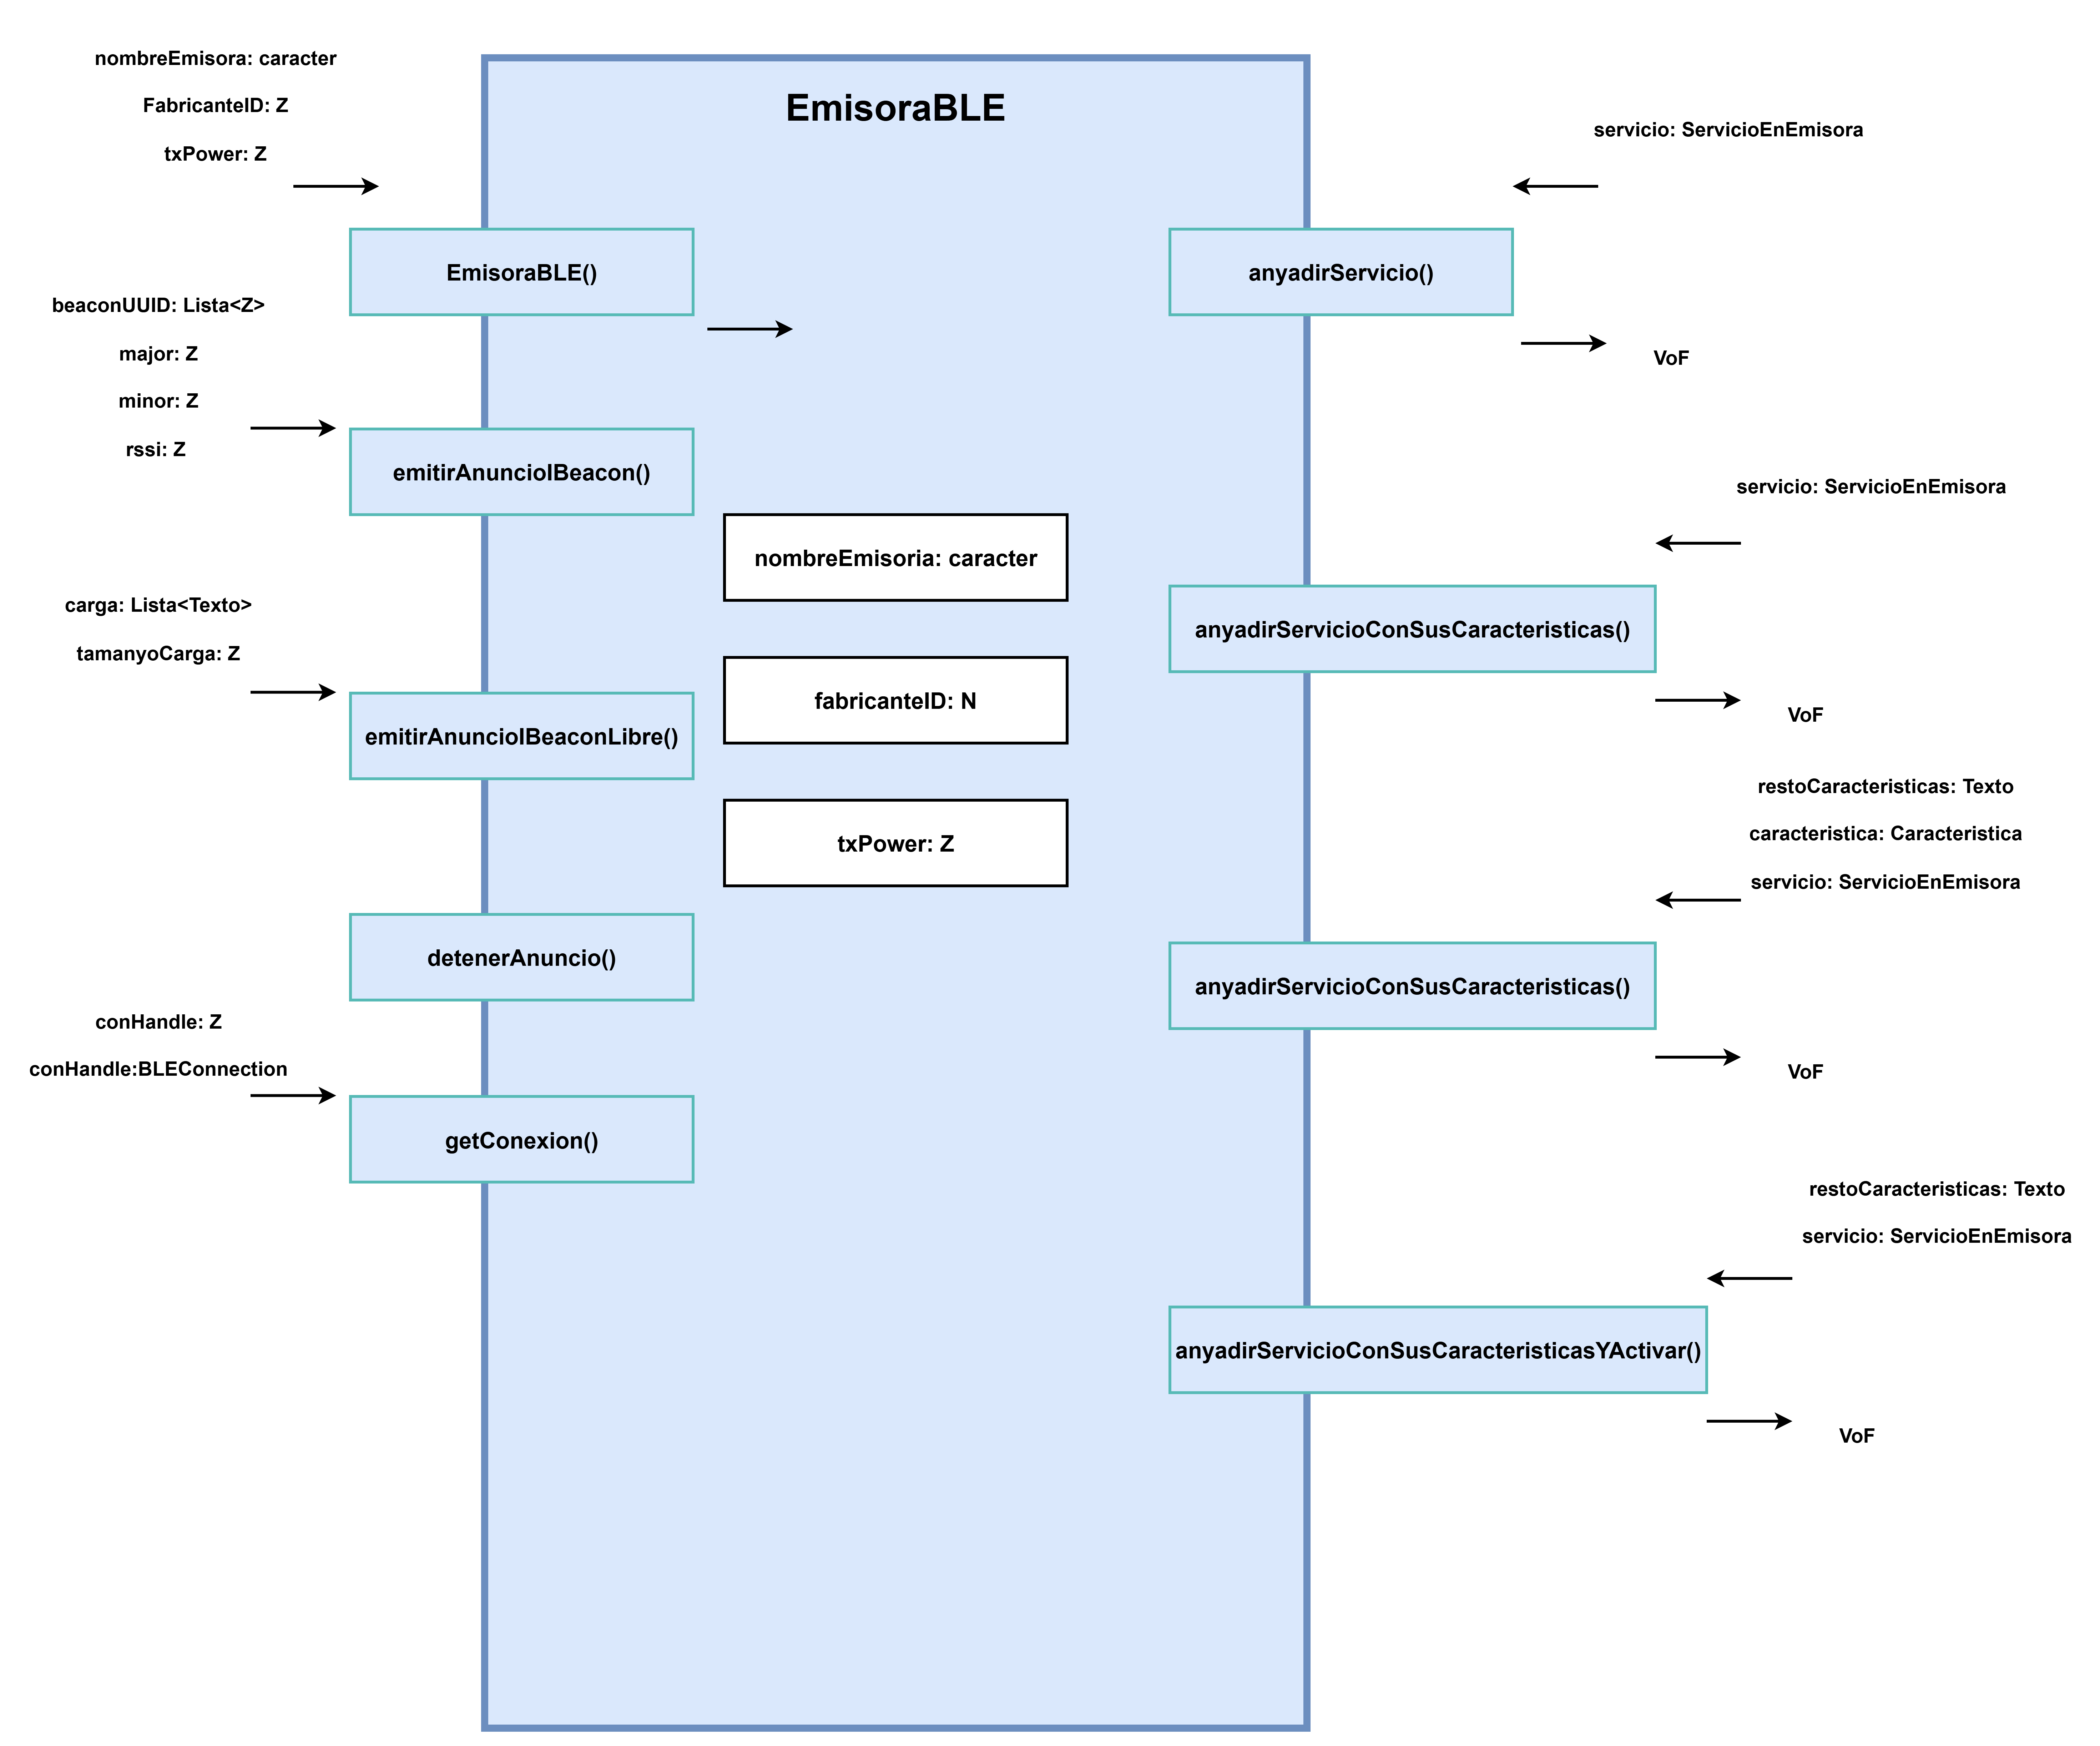 EmisoraBLE
nombreEmisora: caracter
FabricanteID: Z
txPower: Z
EmisoraBLE()
beaconUUID: Lista<Z>
major: Z
minor: Z
rssi: Z
emitirAnuncioIBeacon()
carga: Lista<Texto>
tamanyoCarga: Z
emitirAnuncioIBeaconLibre()
detenerAnuncio()
conHandle: Z
conHandle:BLEConnection
getConexion()
nombreEmisoria: caracter
fabricanteID: N
txPower: Z
servicio: ServicioEnEmisora
anyadirServicio()
VoF
servicio: ServicioEnEmisora
anyadirServicioConSusCaracteristicas()
VoF
restoCaracteristicas: Texto
caracteristica: Caracteristica
servicio: ServicioEnEmisora
anyadirServicioConSusCaracteristicas()
VoF
restoCaracteristicas: Texto
servicio: ServicioEnEmisora
anyadirServicioConSusCaracteristicasYActivar()
VoF